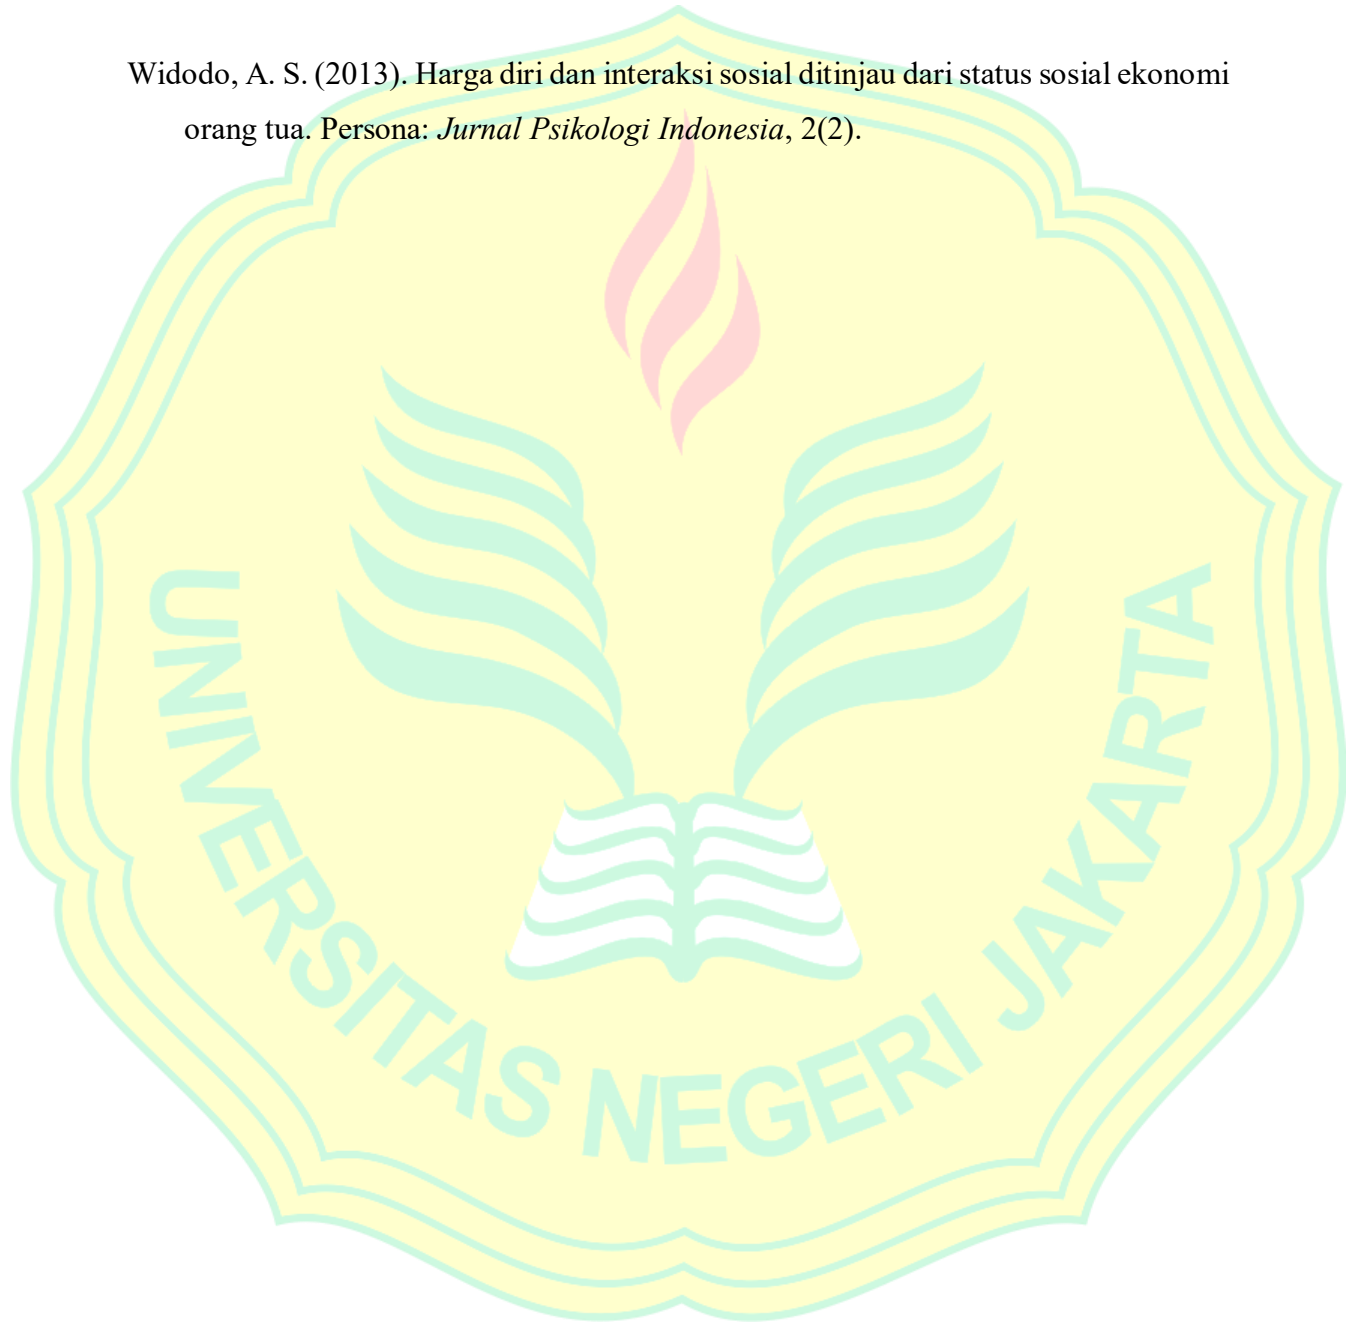 Widodo, A. S. (2013). Harga diri dan interaksi sosial ditinjau dari status sosial ekonomi
orang tua. Persona: Jurnal Psikologi Indonesia, 2(2).
UNIVERSITAS NEGERI JAKARTA